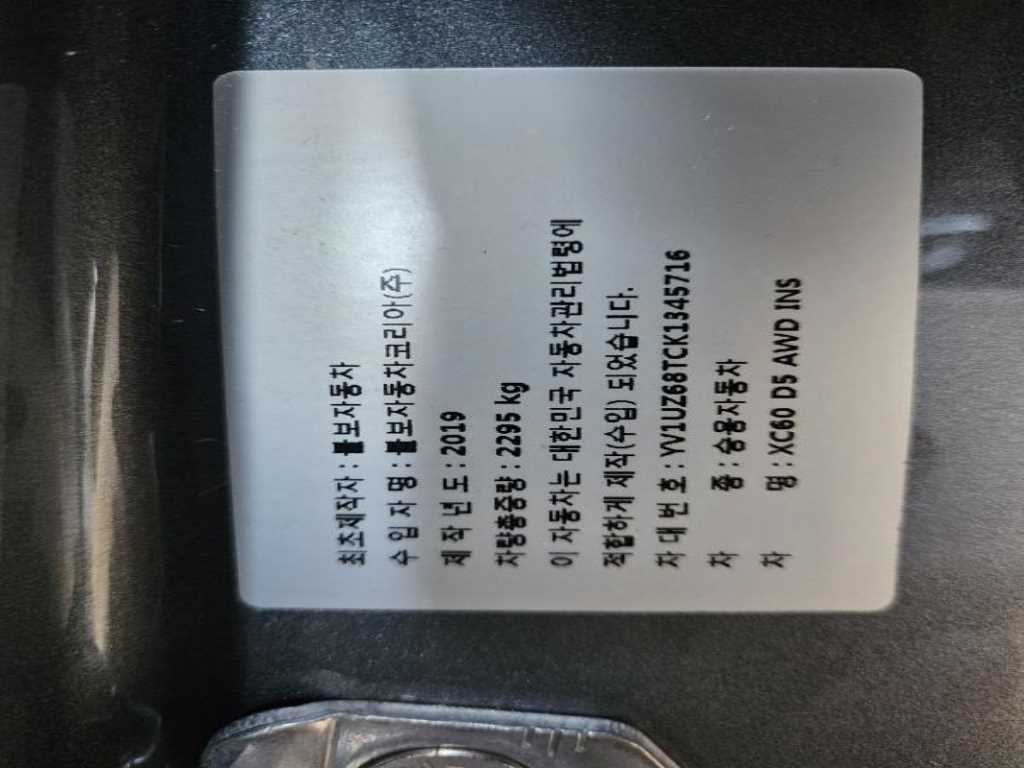 최초제작자 : 볼보자동차
수 입 자 명 : 볼보자동차코리아(주)
제 작 년 도 : 2019
차량총중량 : 2295 kg
이 자동차는 대한민국 자동차관리법령에
적합하게 제작(수입) 되었습니다.
차 대 번 호 : YV1UZ68TCK1345716
차 종 : 승용자동차
차 명 : XC60 D5 AWD INS